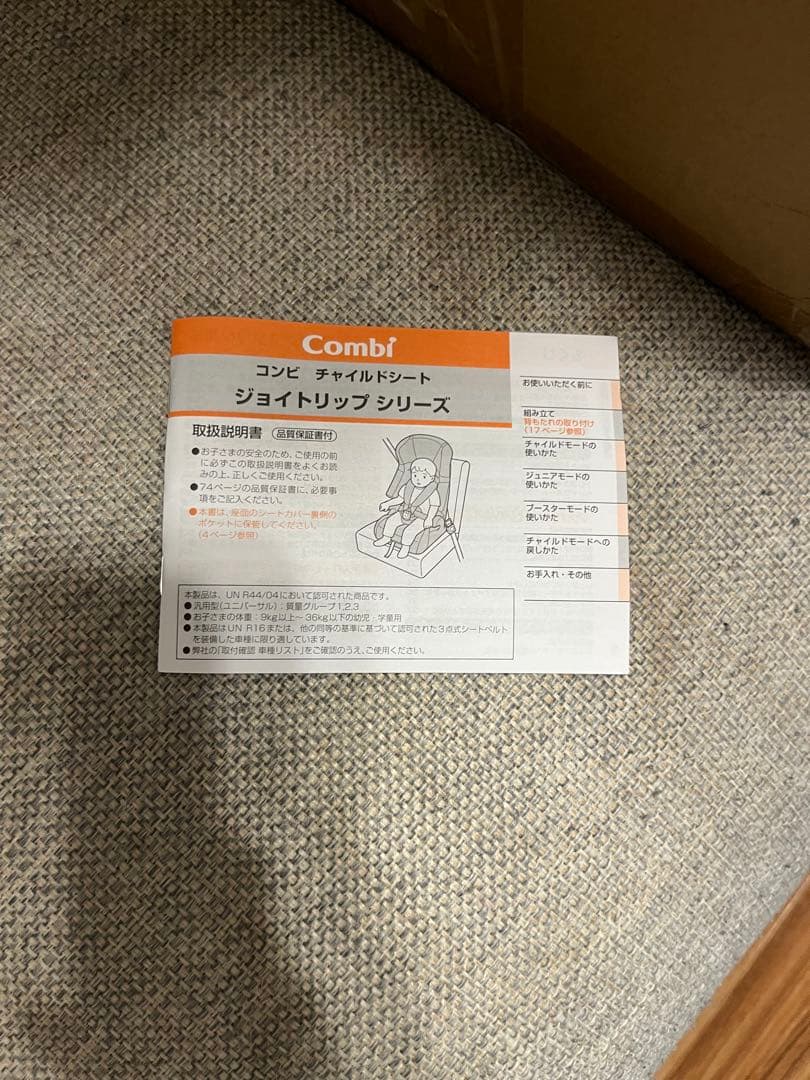 Combi
コンビ チャイルドシート
ジョイトリップ シリーズ
取扱説明書 品質保証書付
●お子さまの安全のため、ご使用の前
に必ずこの取扱説明書をよくお読
みの上、正しくご使用ください。
●74ページの品質保証書に、必要事
項をご記入ください。
●本書は、座面のシートカバー裏側の
ポケットに保管してください。
(4ページ参照)
本製品は、UN R44/04において認可された商品です。
●汎用型(ユニバーサル):質量グループ1,2,3
●お子さまの体重:9kg以上～36kg以下の幼児・学童用
●本製品はUN R16または、他の同等の基準に基づいて認可された3点式シートベルト
を装備した車種に限り適しています。
●弊社の「取付確認 車種リスト」をご確認のうえ、ご使用ください。
お使いいただく前に
組み立て
背もたれの取り付け
(17ページ参照)
チャイルドモードの
使いかた
ジュニアモードの
使いかた
ブースターモードの
使いかた
チャイルドモードへの
戻しかた
お手入れ・その他